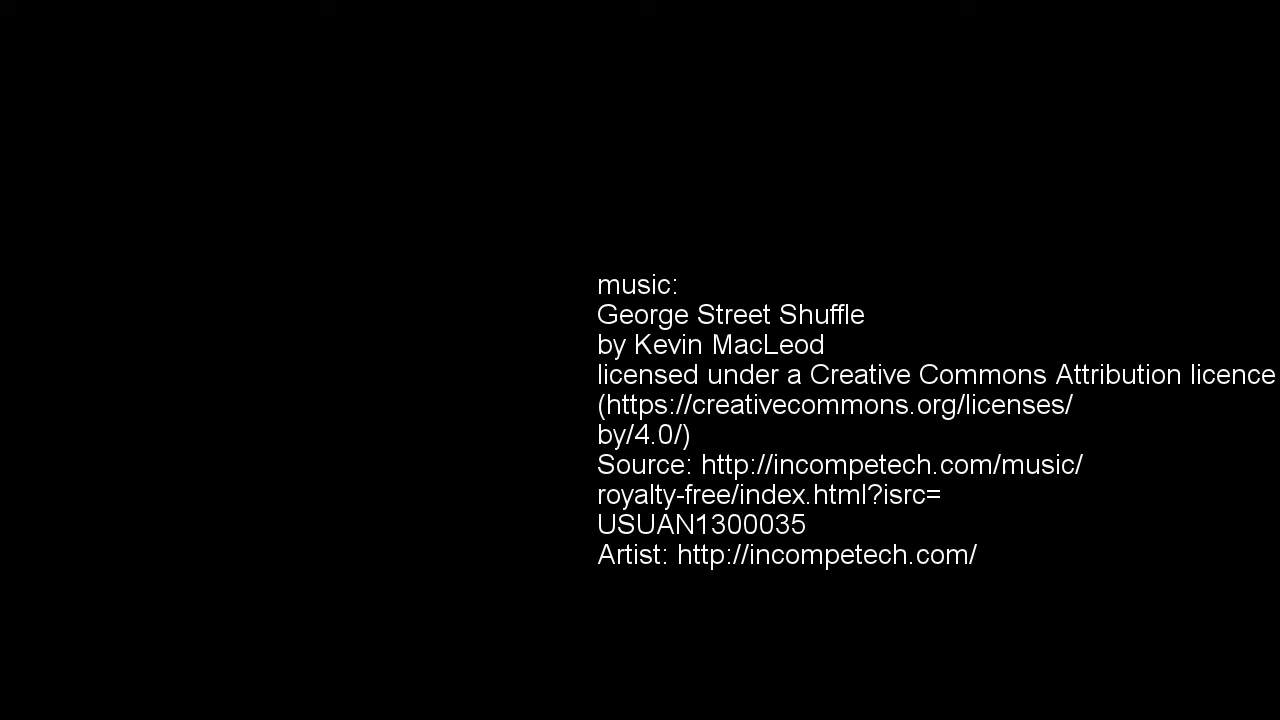 music:
George Street Shuffle
by Kevin MacLeod
licensed under a Creative Commons Attribution licence
(https://creativecommons.org/licenses/
by/4.0/)
Source: http://incompetech.com/music/
royalty-free/index.html?isrc=
USUAN1300035
Artist: http://incompetech.com/